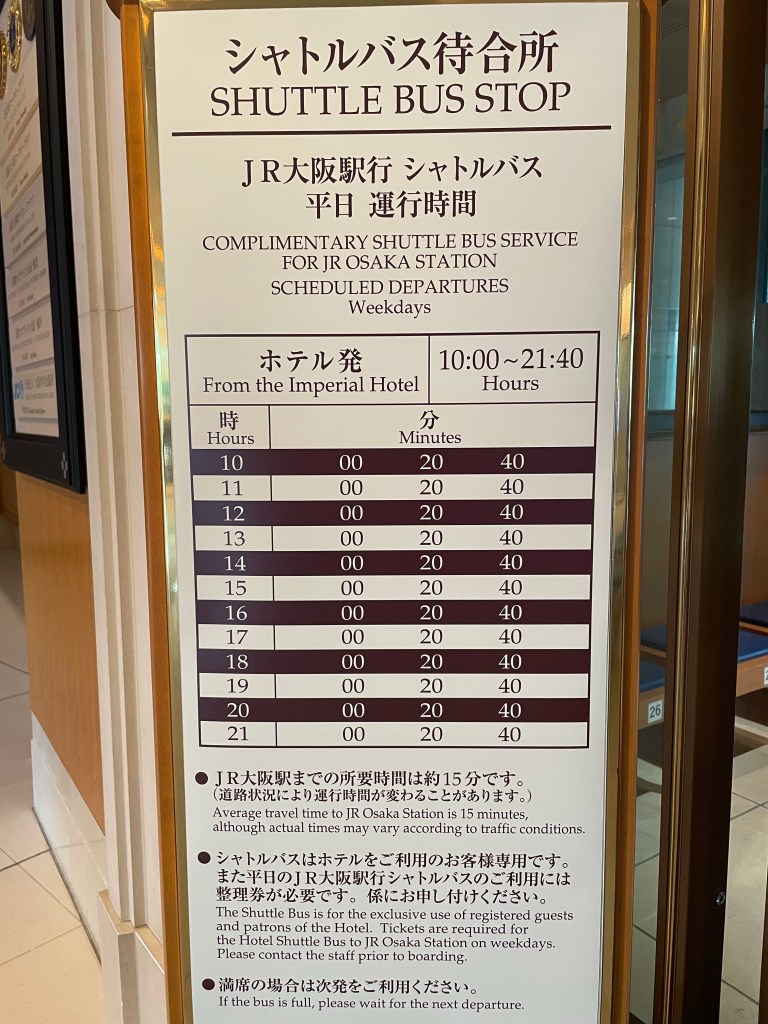 シャトルバス待合所
SHUTTLE BUS STOP
JR大阪駅行 シャトルバス
平日 運行時間
COMPLIMENTARY SHUTTLE BUS SERVICE
FOR JR OSAKA STATION
SCHEDULED DEPARTURES
Weekdays
ホテル発 10:00~21:40
From the Imperial Hotel Hours
時 分
Hours Minutes
10 00 20 40
11 00 20 40
12 00 20 40
13 00 20 40
14 00 20 40
15 00 20 40
16 00 20 40
17 00 20 40
18 00 20 40
19 00 20 40
20 00 20 40
21 00 20 40
● JR大阪駅までの所要時間は約15分です。
(道路状況により運行時間が変わることがあります。)
Average travel time to JR Osaka Station is 15 minutes,
although actual times may vary according to traffic conditions.
● シャトルバスはホテルをご利用のお客様専用です。
また平日のJR大阪駅行シャトルバスのご利用には
整理券が必要です。係にお申し付けください。
The Shuttle Bus is for the exclusive use of registered guests
and patrons of the Hotel. Tickets are required for
the Hotel Shuttle Bus to JR Osaka Station on weekdays.
Please contact the staff prior to boarding.
● 満席の場合は次発をご利用ください。
If the bus is full, please wait for the next departure.
26